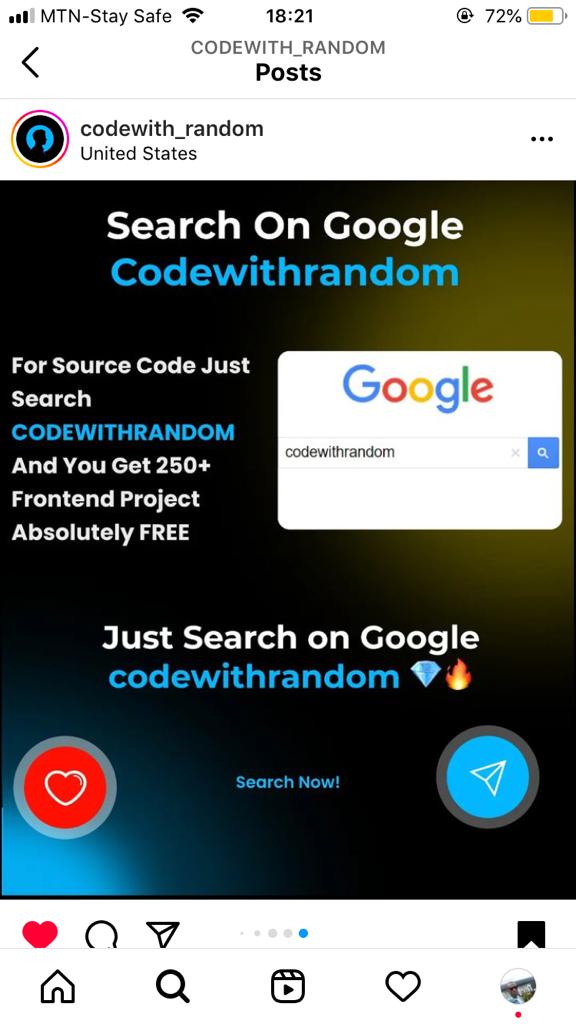 MTN-Stay Safe 18:21 72%
CODEWITH_RANDOM
Posts
codewith_random
United States
Search On Google
Codewithrandom
For Source Code Just
Search
CODEWITHRANDOM
And You Get 250+
Frontend Project
Absolutely FREE
Google
codewithrandom
Just Search on Google
codewithrandom 💎🔥
Search Now!